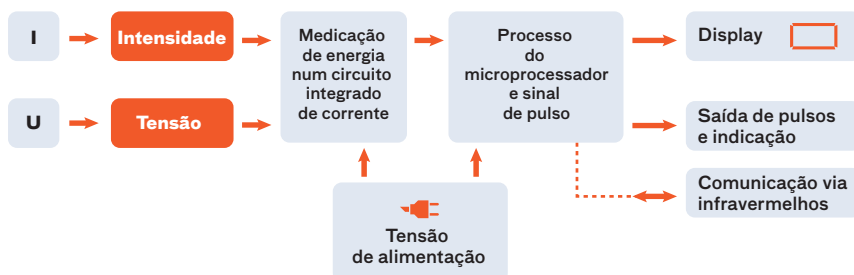 I
Intensidade
Medicação
de energia
num circuito
integrado
de corrente
Processo
do
microprocessador
e sinal
de pulso
Display
U
Tensão
Saída de pulsos
e indicação
Comunicação via
infravermelhos
Tensão
de alimentação